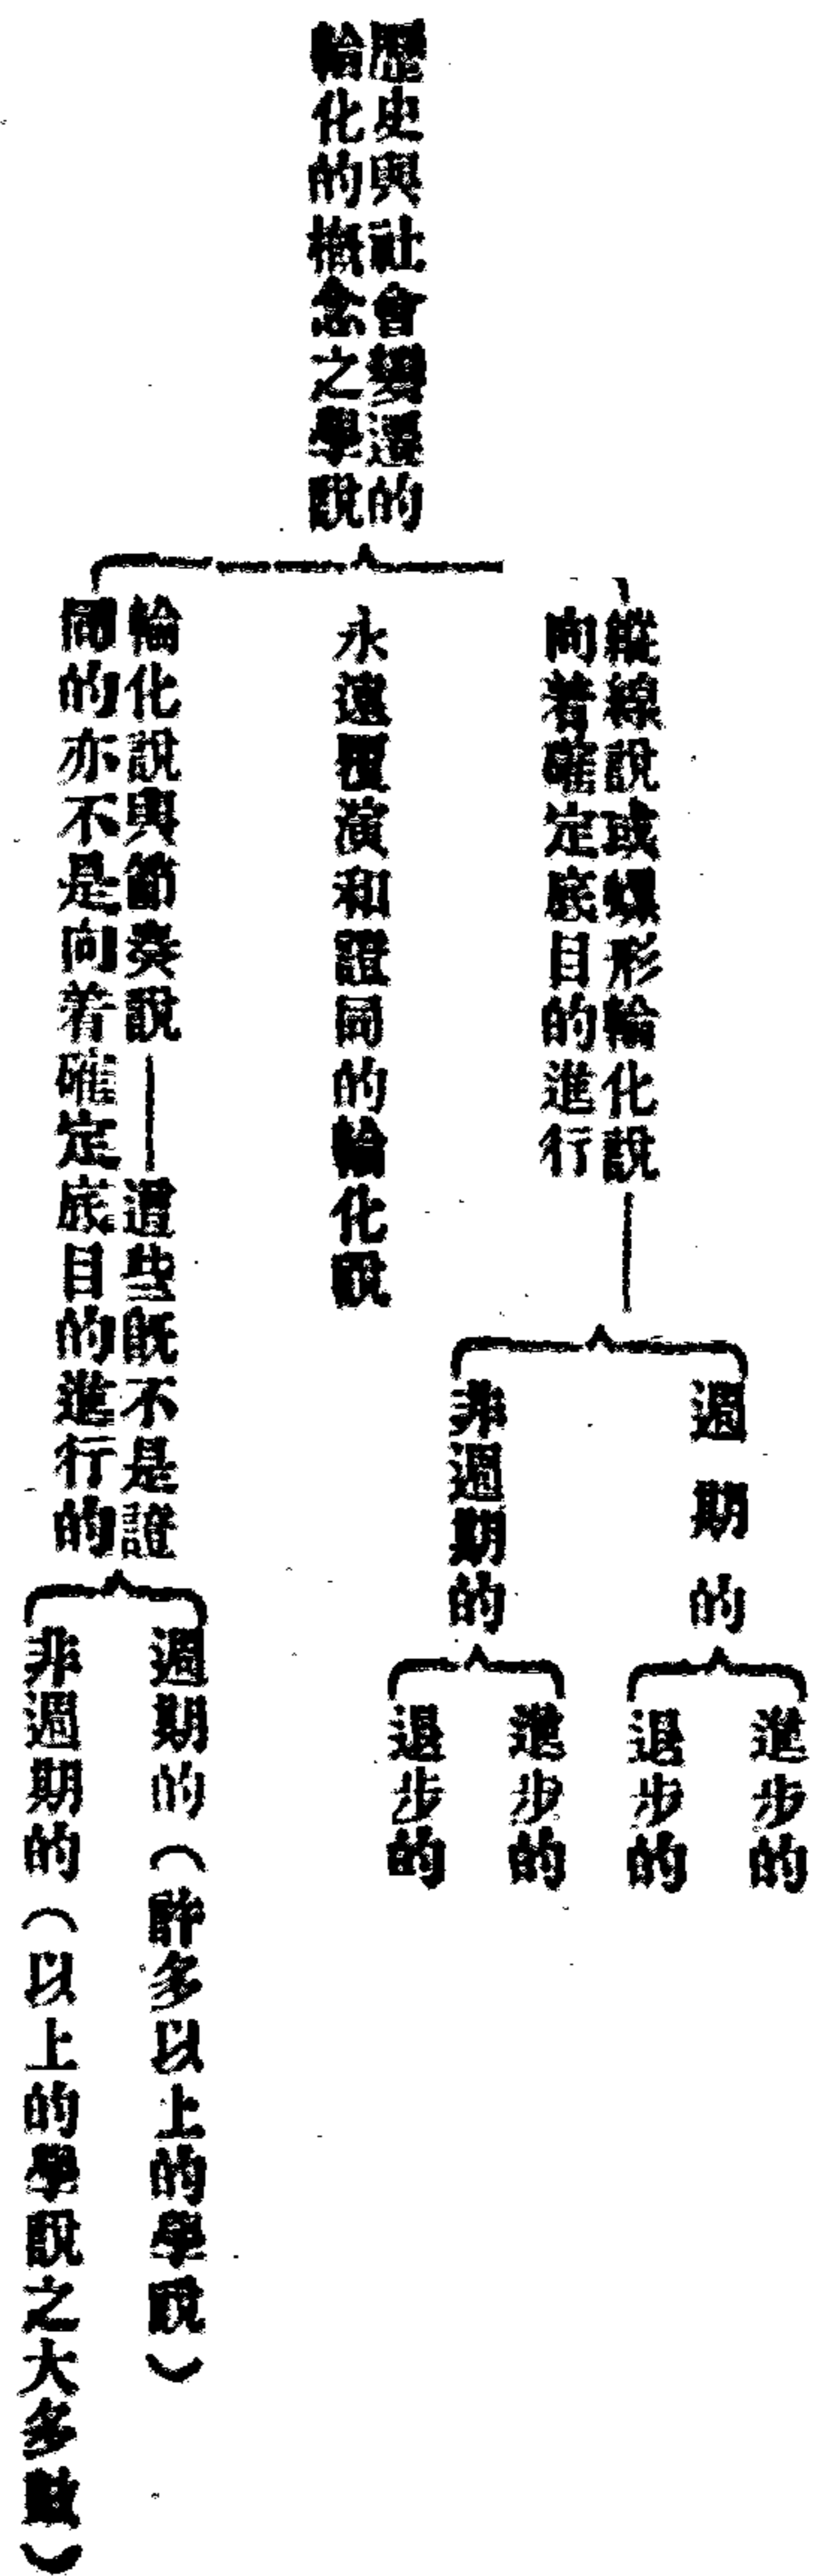 歷史與社會變遷的
輪化的概念之學說
縱線說或螺形輪化說——
向着確定底目的進行
週期的
進步的
退步的
非週期的
進步的
退步的
永遠覆演和證同的輪化說
輪化說與節奏說——這些既不是證
同的亦不是向着確定底目的進行的
週期的（許多以上的學說）
非週期的（以上的學說之大多數）